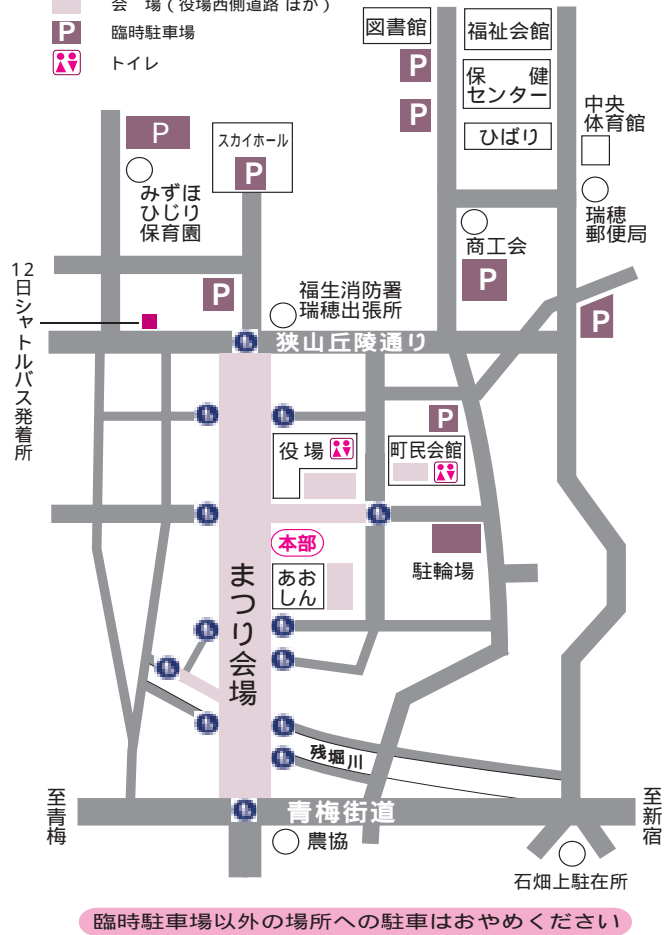 会 場（役場西側道路 ほか）
P 臨時駐車場
トイレ
図書館
福祉会館
P
保 健
センター
P
ひばり
中央
体育館
P
スカイホール
P
みずほ
ひじり
保育園
瑞穂
郵便局
商工会
P
12日シャトルバス発着所
P
福生消防署
瑞穂出張所
P
狭山丘陵通り
P
役場
町民会館
本部
駐輪場
あお
しん
まつり会場
残堀川
至青梅
青梅街道
至新宿
農協
石畑上駐在所
臨時駐車場以外の場所への駐車はおやめください